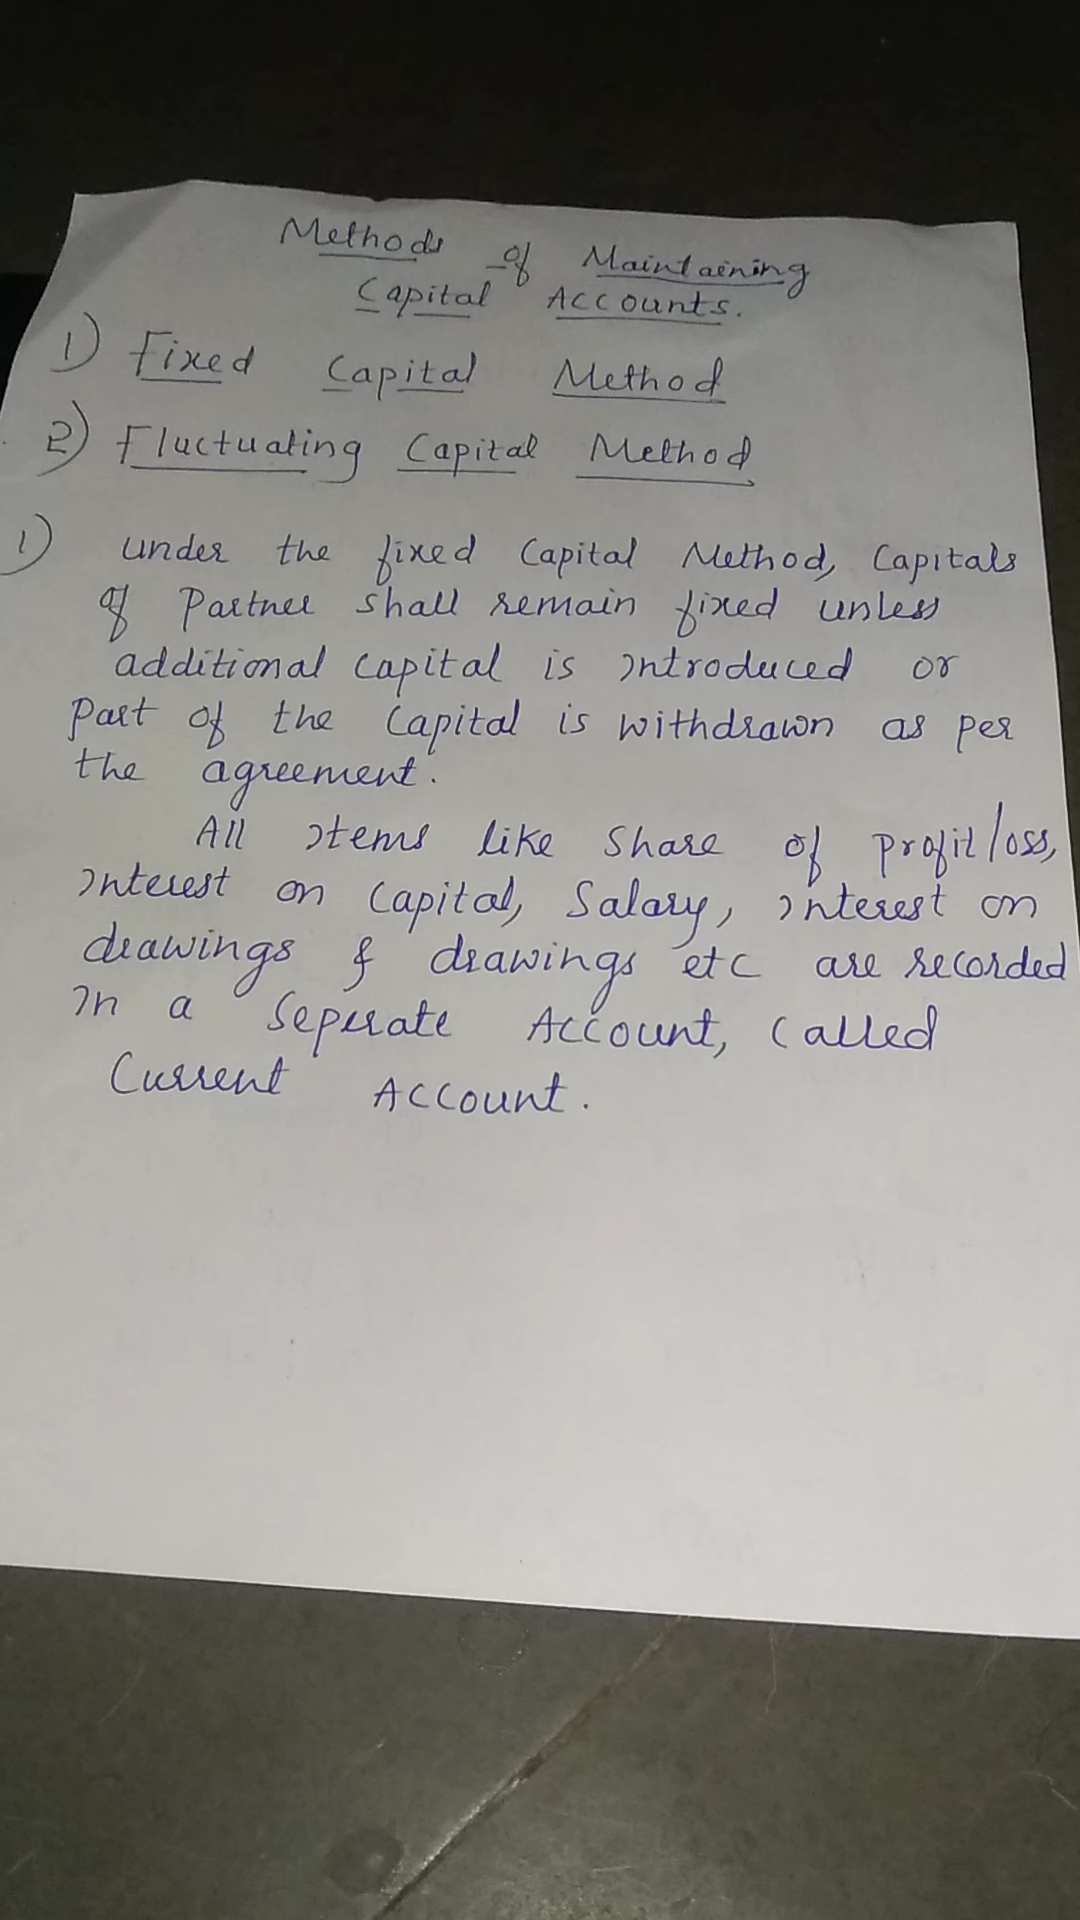 Methods of Maintaining
Capital Accounts.
1) Fixed Capital Method
2) Fluctuating Capital Method
1) under the fixed Capital Method, Capitals
of Partner shall remain fixed unless
additional capital is introduced or
Part of the Capital is withdrawn as per
the agreement.
All items like Share of profit/loss,
interest on Capital, Salary, interest on
drawings & drawings etc are recorded
in a Seperate Account, Called
Current Account.